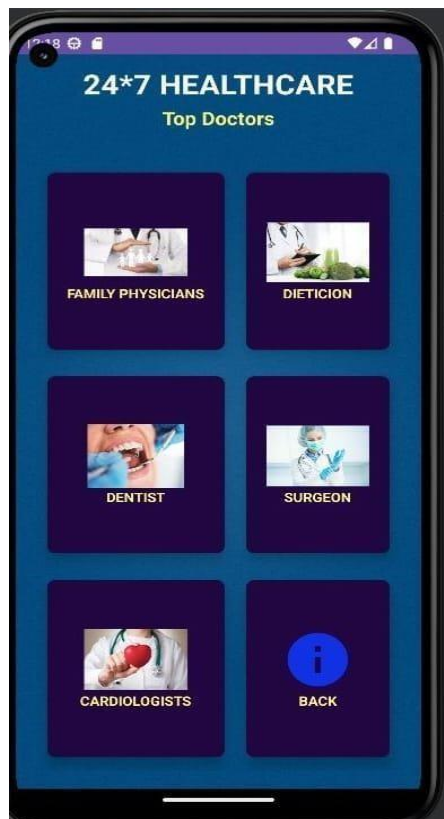 24*7 HEALTHCARE
Top Doctors
FAMILY PHYSICIANS
DIETICION
DENTIST
SURGEON
CARDIOLOGISTS
BACK